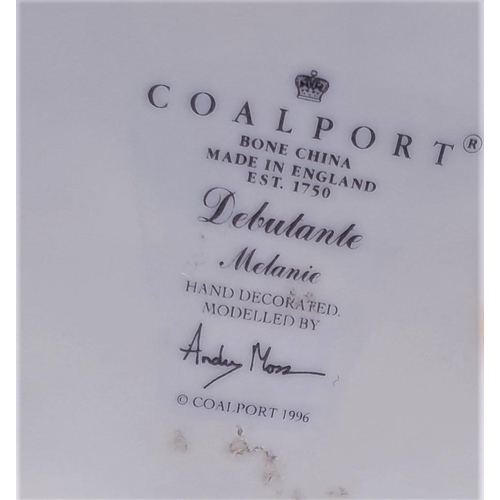 COALPORT®
BONE CHINA
MADE IN ENGLAND
EST. 1750
Debutante
Melanie
HAND DECORATED.
MODELLED BY
Andy Moss
© COALPORT 1996